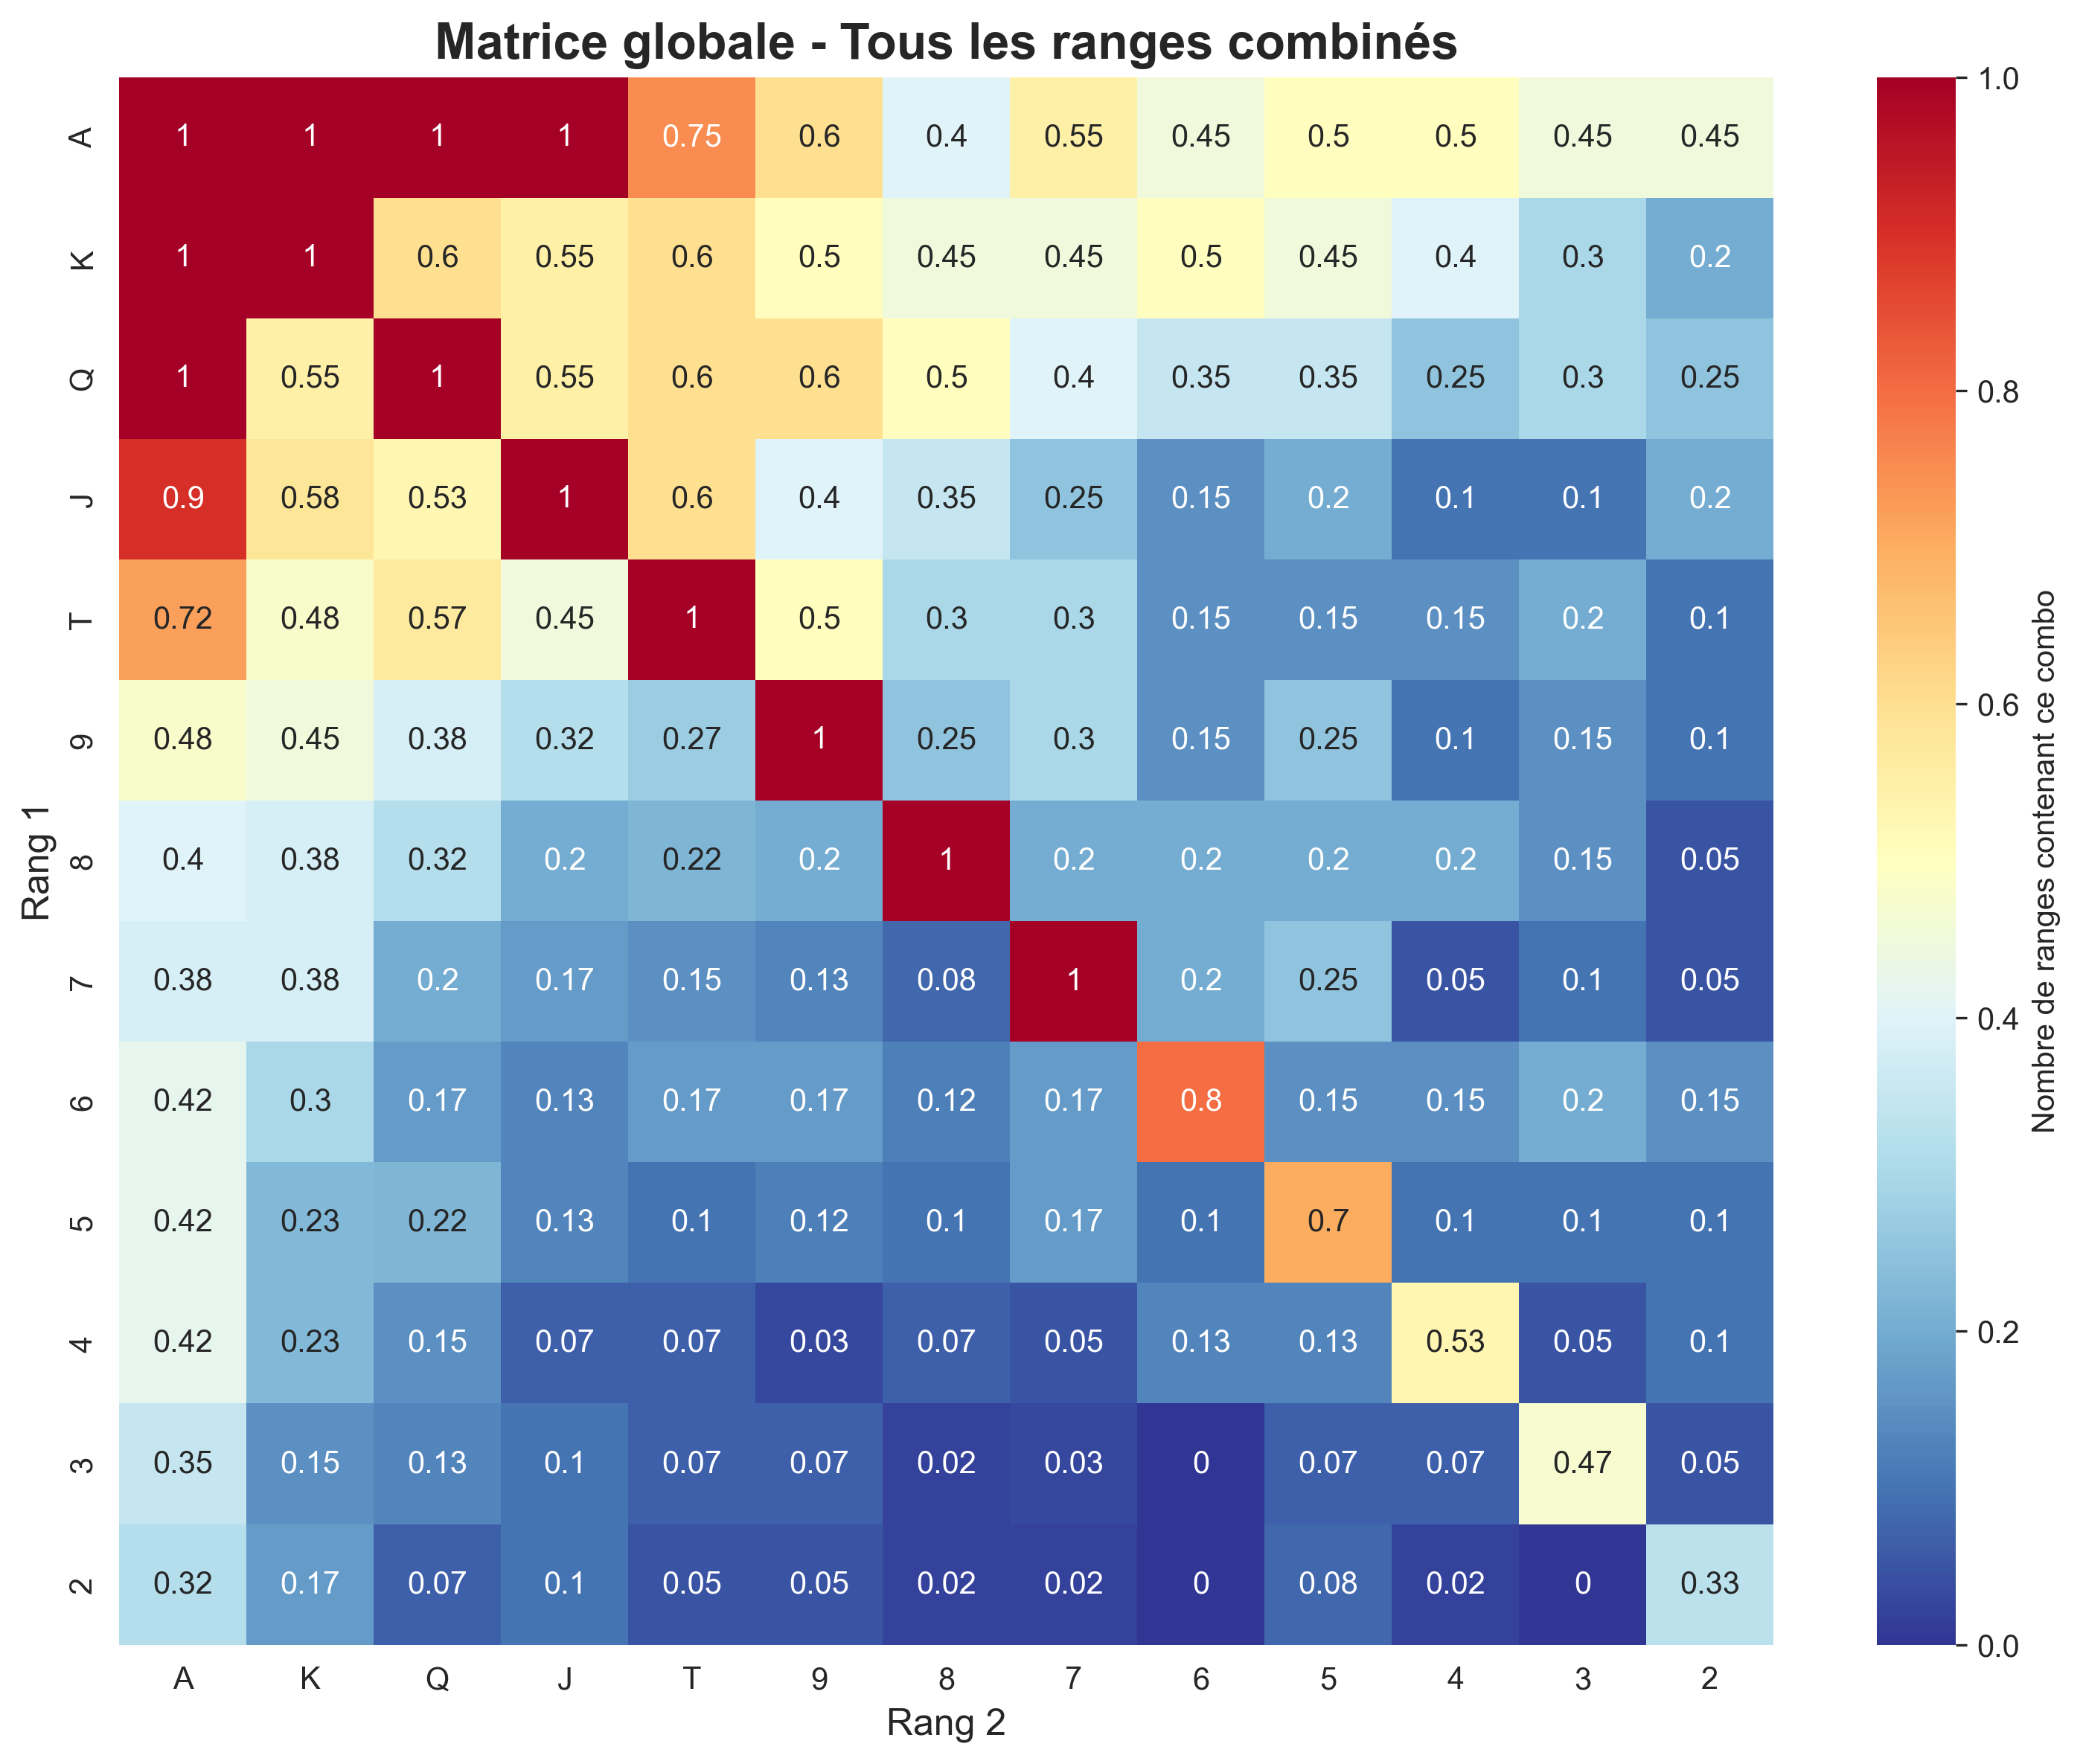 Matrice globale - Tous les ranges combinés
A 1 1 1 1 0.75 0.6 0.4 0.55 0.45 0.5 0.5 0.45 0.45
K 1 1 0.6 0.55 0.6 0.5 0.45 0.45 0.5 0.45 0.4 0.3 0.2
Q 1 0.55 1 0.55 0.6 0.6 0.5 0.4 0.35 0.35 0.25 0.3 0.25
J 0.9 0.58 0.53 1 0.6 0.4 0.35 0.25 0.15 0.2 0.1 0.1 0.2
T 0.72 0.48 0.57 0.45 1 0.5 0.3 0.3 0.15 0.15 0.15 0.2 0.1
9 0.48 0.45 0.38 0.32 0.27 1 0.25 0.3 0.15 0.25 0.1 0.15 0.1
8 0.4 0.38 0.32 0.2 0.22 0.2 1 0.2 0.2 0.2 0.2 0.15 0.05
7 0.38 0.38 0.2 0.17 0.15 0.13 0.08 1 0.2 0.25 0.05 0.1 0.05
6 0.42 0.3 0.17 0.13 0.17 0.17 0.12 0.17 0.8 0.15 0.15 0.2 0.15
5 0.42 0.23 0.22 0.13 0.1 0.12 0.1 0.17 0.1 0.7 0.1 0.1 0.1
4 0.42 0.23 0.15 0.07 0.07 0.03 0.07 0.05 0.13 0.13 0.53 0.05 0.1
3 0.35 0.15 0.13 0.1 0.07 0.07 0.02 0.03 0 0.07 0.07 0.47 0.05
2 0.32 0.17 0.07 0.1 0.05 0.05 0.02 0.02 0 0.08 0.02 0 0.33
A K Q J T 9 8 7 6 5 4 3 2
Rang 2
Rang 1
1.0
0.8
0.6
0.4
0.2
0.0
Nombre de ranges contenant ce combo